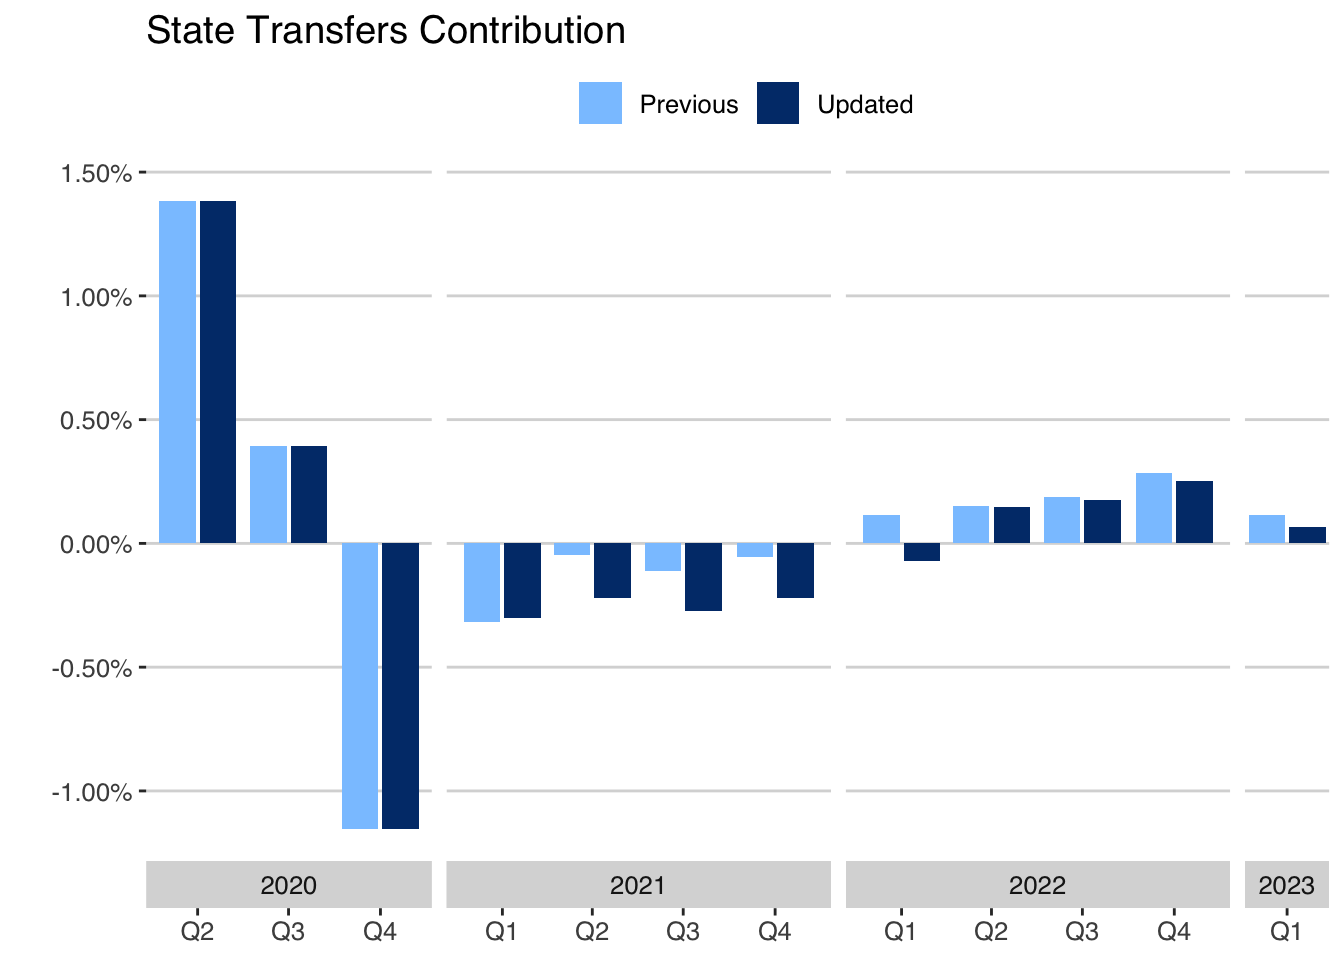 State Transfers Contribution
Previous Updated
1.50%
1.00%
0.50%
0.00%
-0.50%
-1.00%
2020 2021 2022 2023
Q2 Q3 Q4 Q1 Q2 Q3 Q4 Q1 Q2 Q3 Q4 Q1